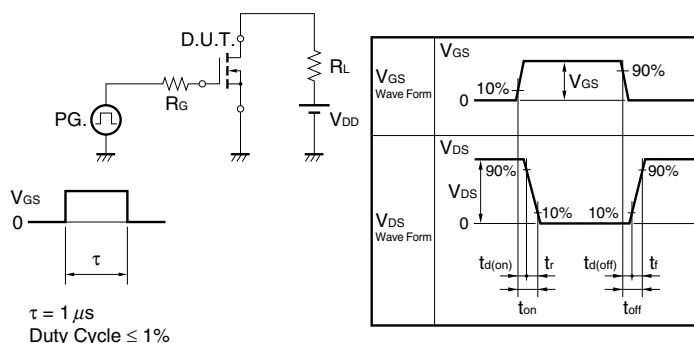 D.U.T.
RL
RG
PG.
VDD
VGS
0
τ
τ = 1 μs
Duty Cycle ≤ 1%
VGS
Wave Form
VGS
10%
VGS
90%
0
VDS
Wave Form
VDS
VDS
90%
90%
10%
10%
0
td(on)
tr
td(off)
tf
ton
toff